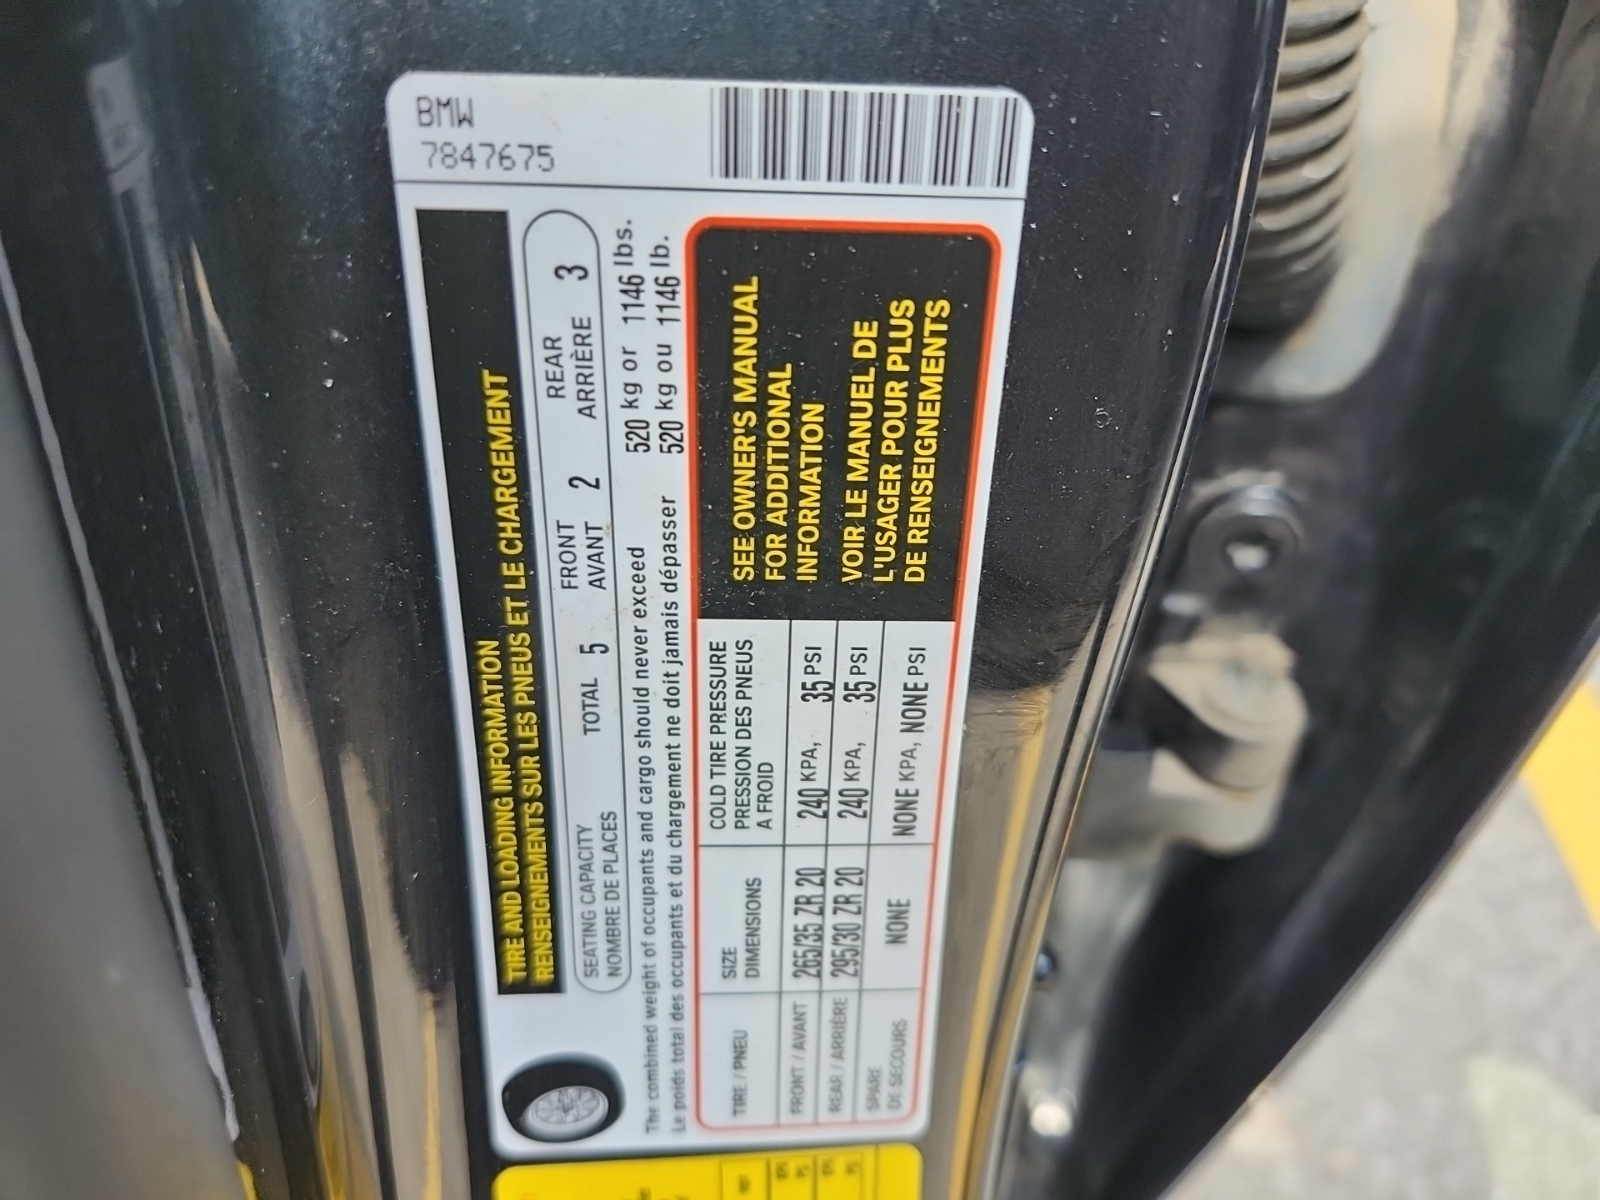 BMW
7847675
TIRE AND LOADING INFORMATION
RENSEIGNEMENTS SUR LES PNEUS ET LE CHARGEMENT
SEATING CAPACITY
NOMBRE DE PLACES
TOTAL 5
FRONT
AVANT 2
REAR
ARRIÈRE 3
The combined weight of occupants and cargo should never exceed 520 kg or 1146 lbs.
Le poids total des occupants et du chargement ne doit jamais dépasser 520 kg ou 1146 lb.
TIRE / PNEU
SIZE
DIMENSIONS
COLD TIRE PRESSURE
PRESSION DES PNEUS
A FROID
FRONT / AVANT 265/35 ZR 20 240 KPA, 35 PSI
REAR / ARRIÈRE 295/30 ZR 20 240 KPA, 35 PSI
SPARE
DE SECOURS NONE NONE KPA, NONE PSI
SEE OWNER'S MANUAL
FOR ADDITIONAL
INFORMATION
VOIR LE MANUEL DE
L'USAGER POUR PLUS
DE RENSEIGNEMENTS